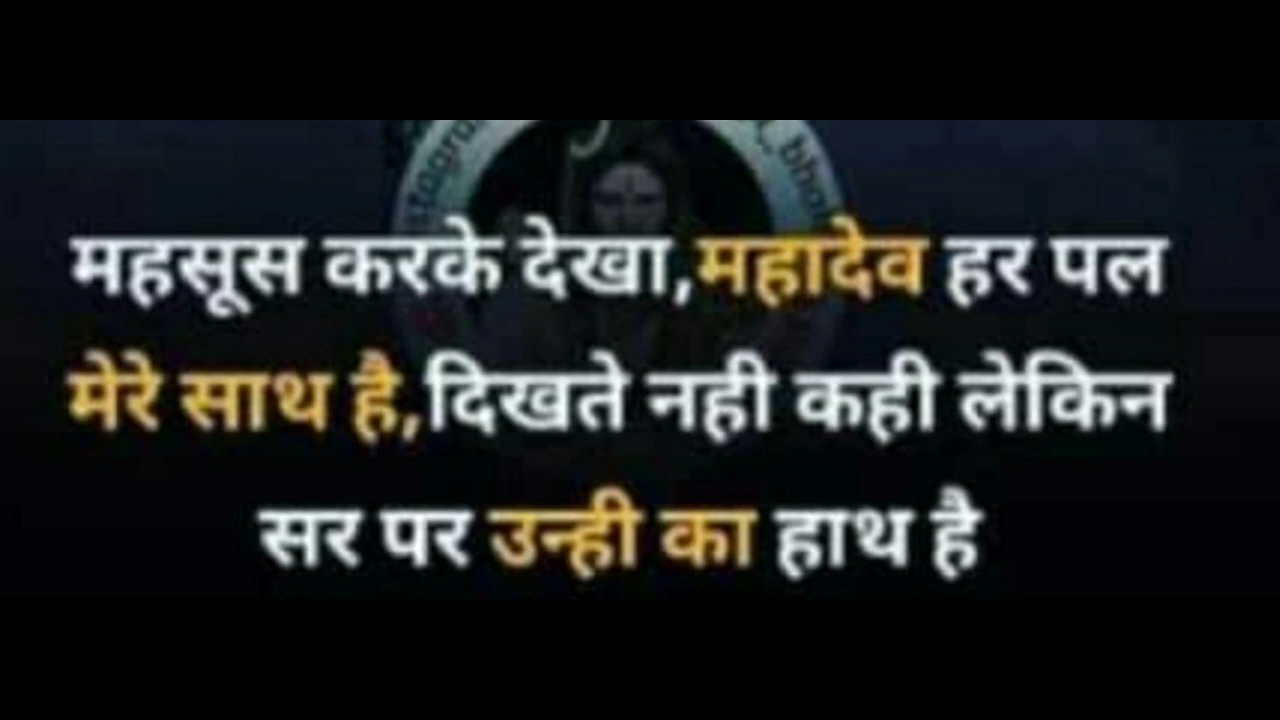 महसूस करके देखा,महादेव हर पल
मेरे साथ है,दिखते नही कही लेकिन
सर पर उन्ही का हाथ है